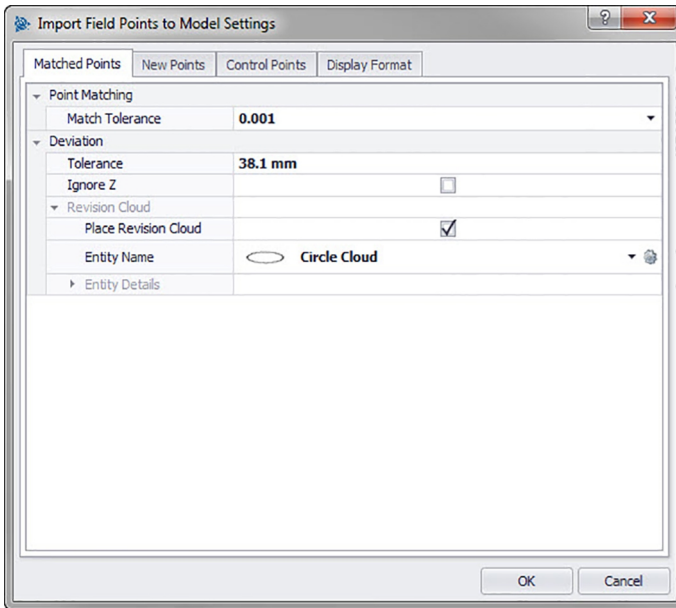 Import Field Points to Model Settings
Matched Points New Points Control Points Display Format
Point Matching
Match Tolerance 0.001
Deviation
Tolerance 38.1 mm
Ignore Z
Revision Cloud
Place Revision Cloud
Entity Name Circle Cloud
Entity Details
OK Cancel